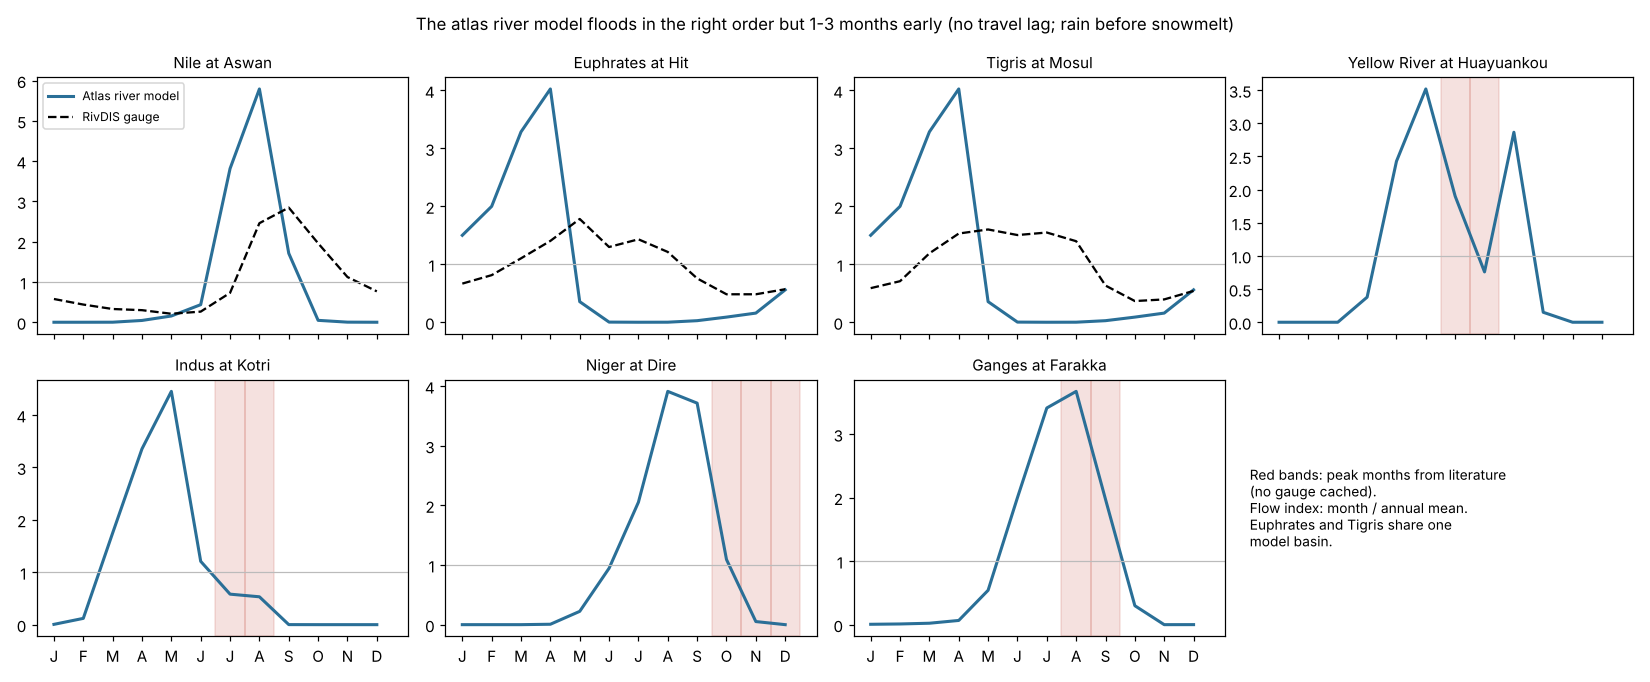 The atlas river model floods in the right order but 1-3 months early (no travel lag; rain before snowmelt)
Nile at Aswan
Euphrates at Hit
Tigris at Mosul
Yellow River at Huayuankou
Atlas river model
RivDIS gauge
6
5
4
3
2
1
0
4
3
2
1
0
4
3
2
1
0
3.5
3.0
2.5
2.0
1.5
1.0
0.5
0.0
Indus at Kotri
Niger at Dire
Ganges at Farakka
4
3
2
1
0
J F M A M J J A S O N D
4
3
2
1
0
J F M A M J J A S O N D
3
2
1
0
J F M A M J J A S O N D
Red bands: peak months from literature
(no gauge cached).
Flow index: month / annual mean.
Euphrates and Tigris share one
model basin.